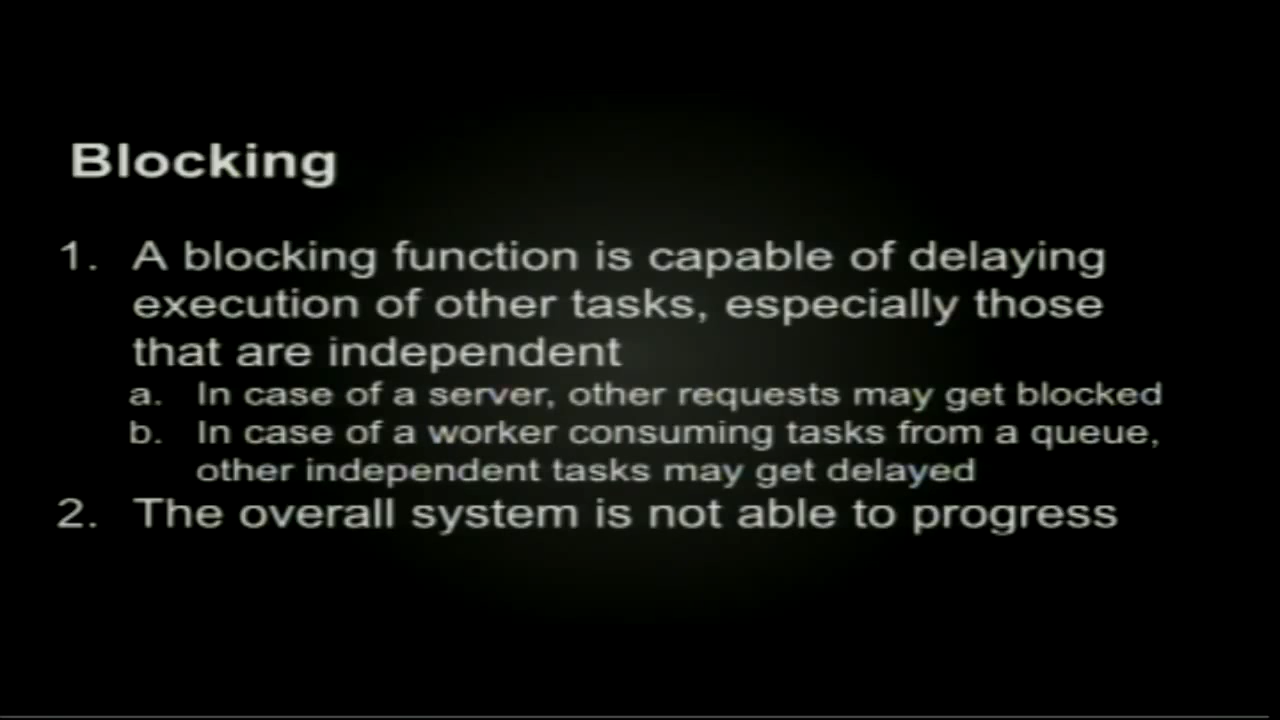 Blocking
1. A blocking function is capable of delaying
execution of other tasks, especially those
that are independent
a. In case of a server, other requests may get blocked
b. In case of a worker consuming tasks from a queue,
other independent tasks may get delayed
2. The overall system is not able to progress